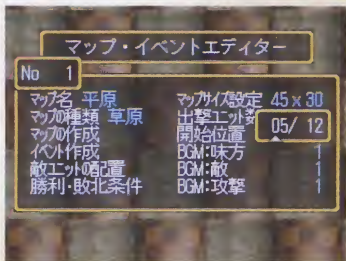 マップ・イベントエディター
No 1
マップ名 平原
マップの種類 草原
マップの作成
イベント作成
敵ユニットの配置
勝利・敗北条件
マップサイズ設定 45×30
出撃ユニット数
05/ 12
開始位置
BGM:味方 1
BGM:敵 1
BGM:攻撃 1